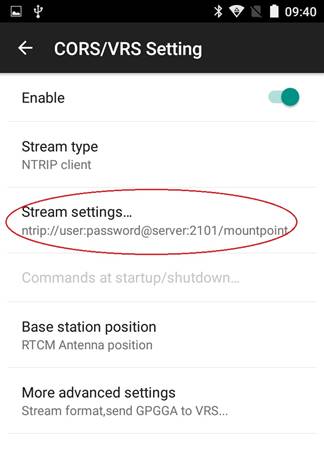 09:40
CORS/VRS Setting
Enable
Stream type
NTRIP client
Stream settings...
ntrip://user:password@server:2101/mountpoint
Commands at startup/shutdown...
Base station position
RTCM Antenna position
More advanced settings
Stream format,send GPGGA to VRS...